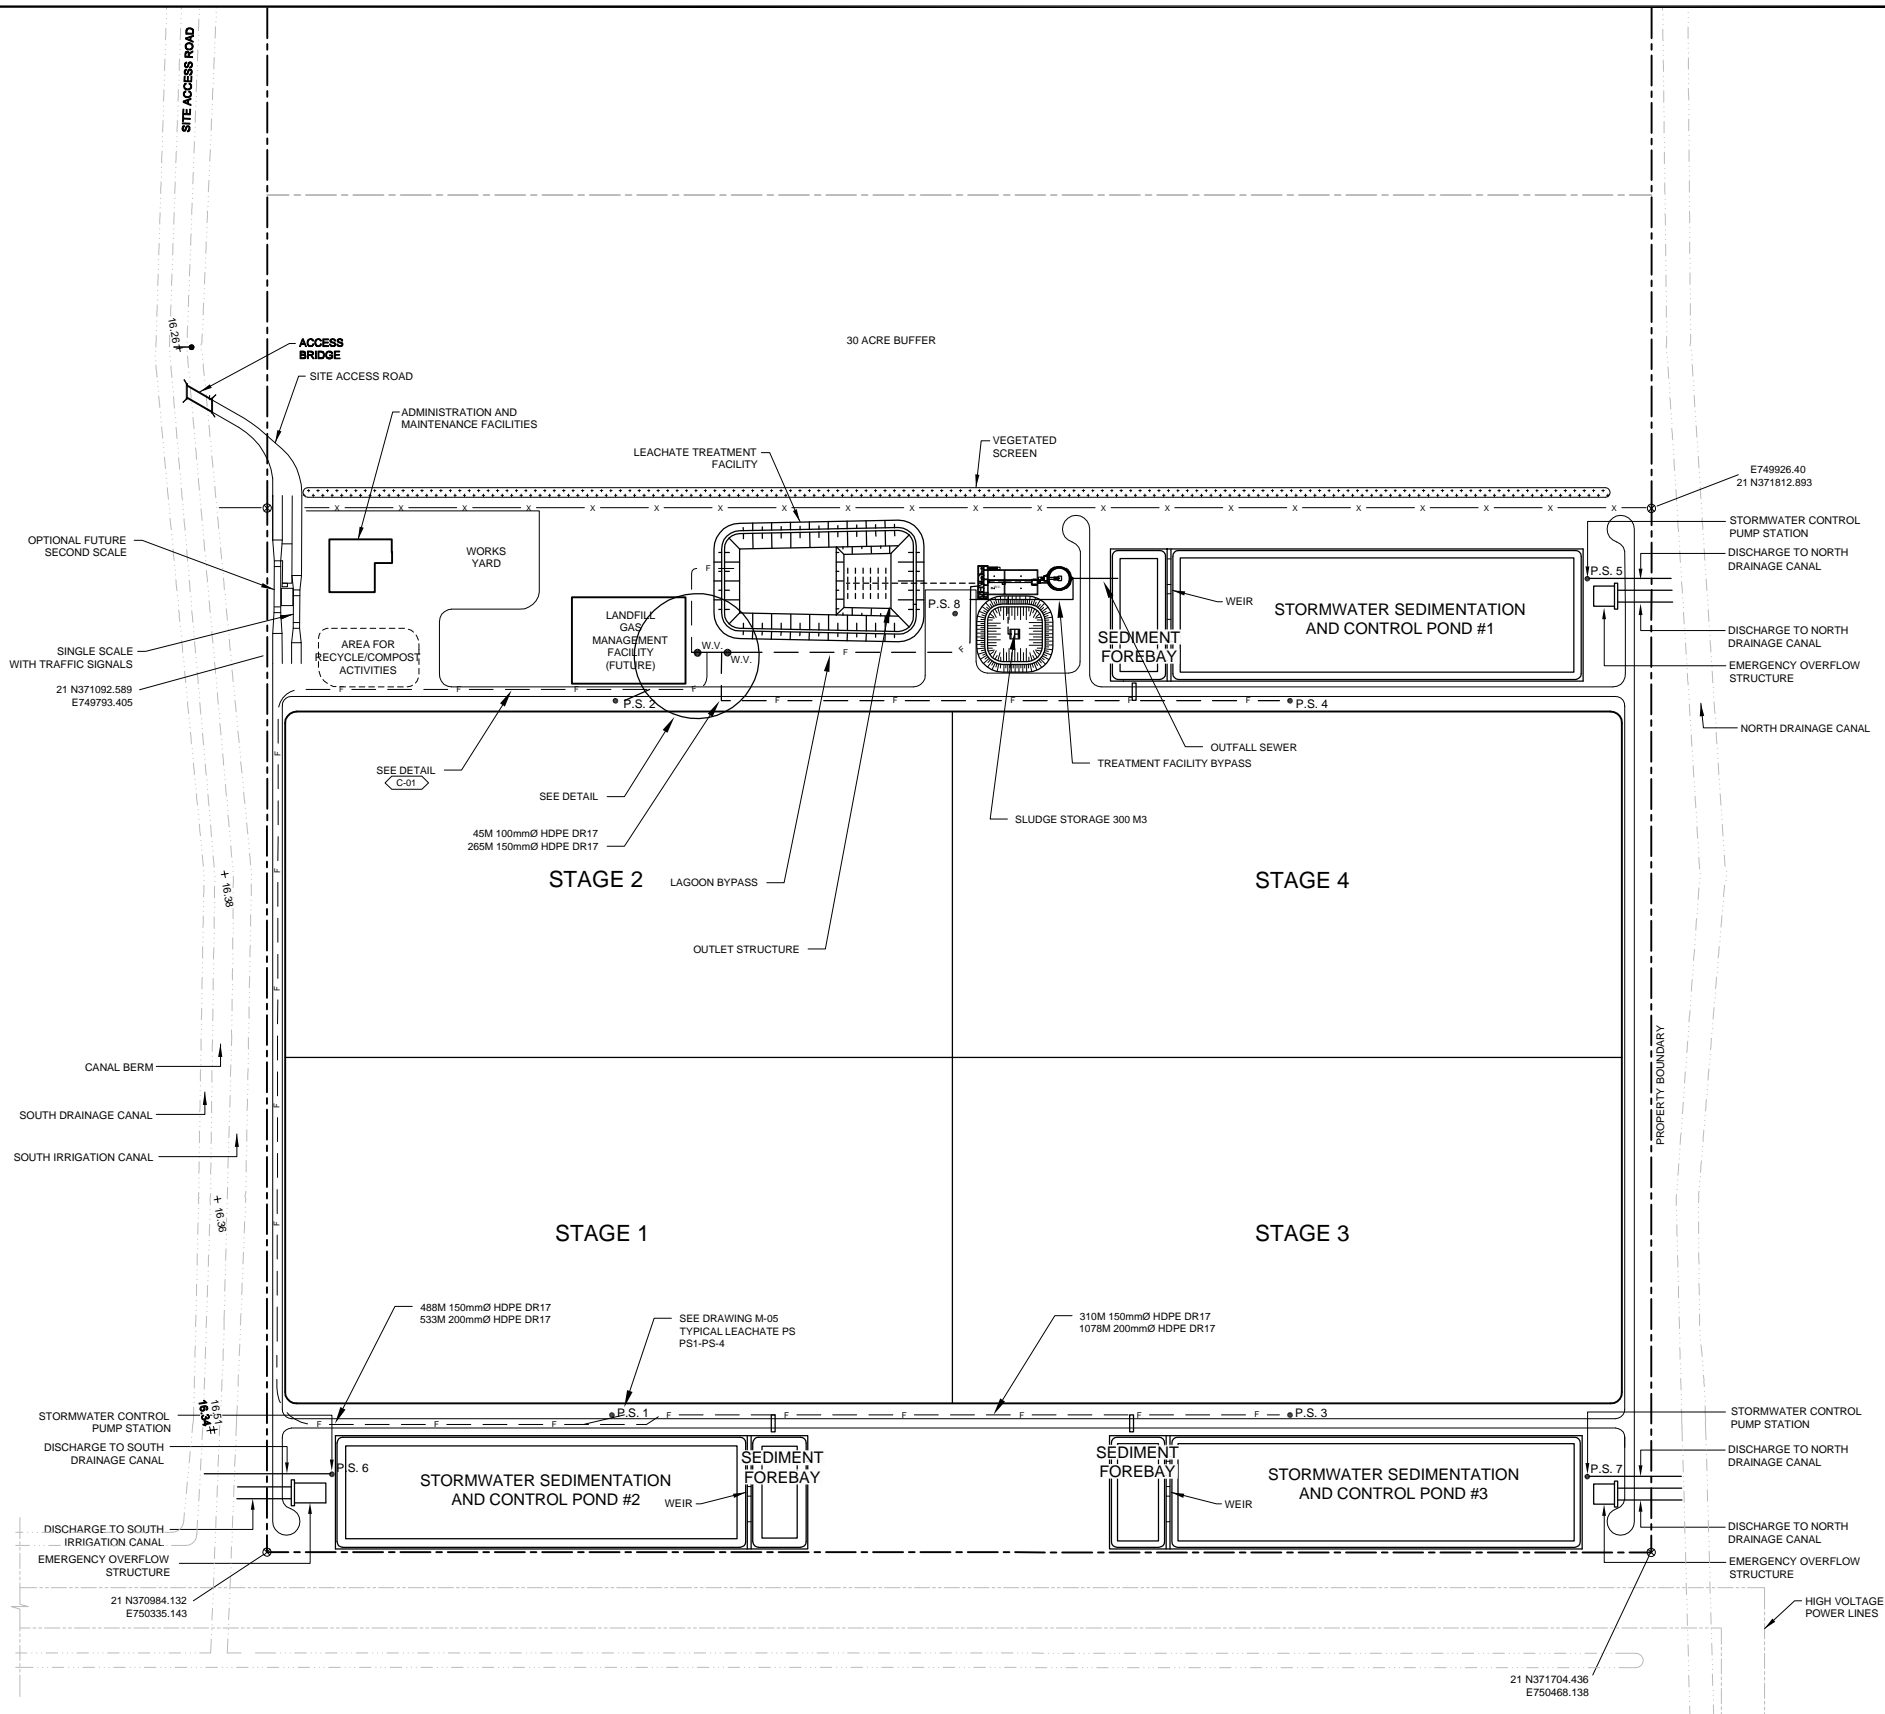 SITE ACCESS ROAD
16.26
ACCESS
BRIDGE
SITE ACCESS ROAD
30 ACRE BUFFER
ADMINISTRATION AND
MAINTENANCE FACILITIES
LEACHATE TREATMENT
FACILITY
VEGETATED
SCREEN
E749926.40
21 N371812.893
OPTIONAL FUTURE
SECOND SCALE
WORKS
YARD
STORMWATER CONTROL
PUMP STATION
DISCHARGE TO NORTH
DRAINAGE CANAL
P.S. 5
LANDFILL
GAS
MANAGEMENT
FACILITY
(FUTURE)
P.S. 8
WEIR
STORMWATER SEDIMENTATION
AND CONTROL POND #1
SEDIMENT
FOREBAY
DISCHARGE TO NORTH
DRAINAGE CANAL
SINGLE SCALE
WITH TRAFFIC SIGNALS
AREA FOR
RECYCLE/COMPOST
ACTIVITIES
W.V.
W.V.
EMERGENCY OVERFLOW
STRUCTURE
21 N371092.589
E749793.405
P.S. 2
P.S. 4
NORTH DRAINAGE CANAL
OUTFALL SEWER
TREATMENT FACILITY BYPASS
SEE DETAIL
C-01
SEE DETAIL
SLUDGE STORAGE 300 M3
45M 100mmØ HDPE DR17
265M 150mmØ HDPE DR17
STAGE 2
LAGOON BYPASS
STAGE 4
16.38
OUTLET STRUCTURE
CANAL BERM
PROPERTY BOUNDARY
SOUTH DRAINAGE CANAL
SOUTH IRRIGATION CANAL
16.36
STAGE 1
STAGE 3
488M 150mmØ HDPE DR17
533M 200mmØ HDPE DR17
SEE DRAWING M-05
TYPICAL LEACHATE PS
PS1-PS-4
310M 150mmØ HDPE DR17
1078M 200mmØ HDPE DR17
16.51
16.34
P.S. 1
P.S. 3
STORMWATER CONTROL
PUMP STATION
STORMWATER CONTROL
PUMP STATION
DISCHARGE TO SOUTH
DRAINAGE CANAL
P.S. 6
STORMWATER SEDIMENTATION
AND CONTROL POND #2
WEIR
SEDIMENT
FOREBAY
SEDIMENT
FOREBAY
WEIR
STORMWATER SEDIMENTATION
AND CONTROL POND #3
P.S. 7
DISCHARGE TO NORTH
DRAINAGE CANAL
DISCHARGE TO SOUTH
IRRIGATION CANAL
DISCHARGE TO NORTH
DRAINAGE CANAL
EMERGENCY OVERFLOW
STRUCTURE
EMERGENCY OVERFLOW
STRUCTURE
21 N370984.132
E750335.143
HIGH VOLTAGE
POWER LINES
21 N371704.436
E750468.138